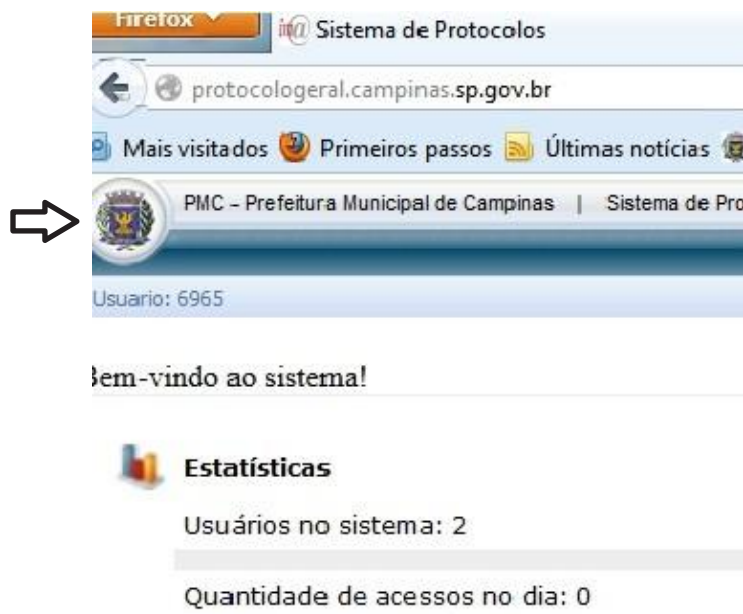 Firefox
im@ Sistema de Protocolos
protocologeral.campinas.sp.gov.br
Mais visitados Primeiros passos Últimas notícias
PMC – Prefeitura Municipal de Campinas | Sistema de Pro
Usuario: 6965
Bem-vindo ao sistema!
Estatísticas
Usuários no sistema: 2
Quantidade de acessos no dia: 0